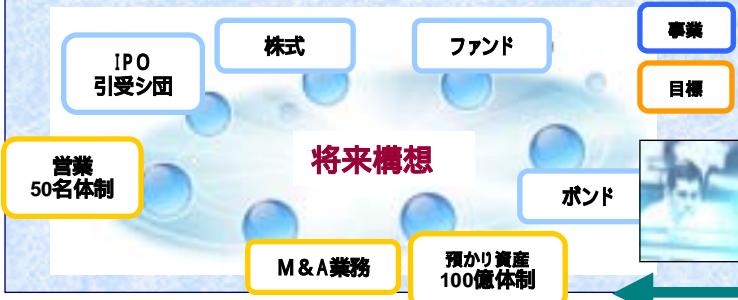 IPO
引受シ団
株式
ファンド
事業
目標
将来構想
営業
50名体制
ボンド
M&A業務
預かり資産
100億体制